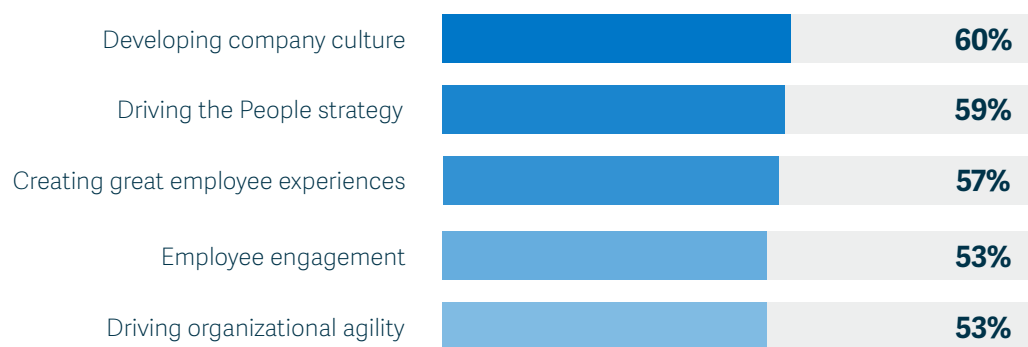 Developing company culture 60%
Driving the People strategy 59%
Creating great employee experiences 57%
Employee engagement 53%
Driving organizational agility 53%